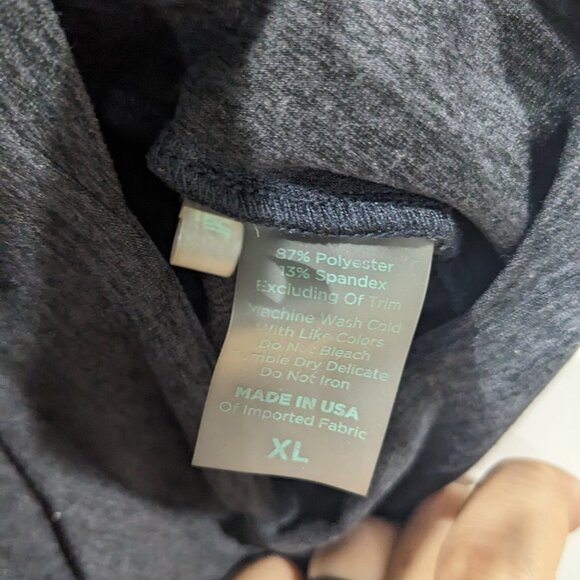 87% Polyester
13% Spandex
Excluding Of Trim
Machine Wash Cold
With Like Colors
Do Not Bleach
Tumble Dry Delicate
Do Not Iron
MADE IN USA
Of Imported Fabric
XL